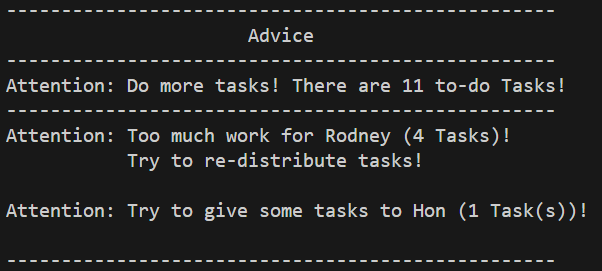 --------------------------------------------------
Advice
--------------------------------------------------
Attention: Do more tasks! There are 11 to-do Tasks!
--------------------------------------------------
Attention: Too much work for Rodney (4 Tasks)!
Try to re-distribute tasks!
Attention: Try to give some tasks to Hon (1 Task(s))!
--------------------------------------------------